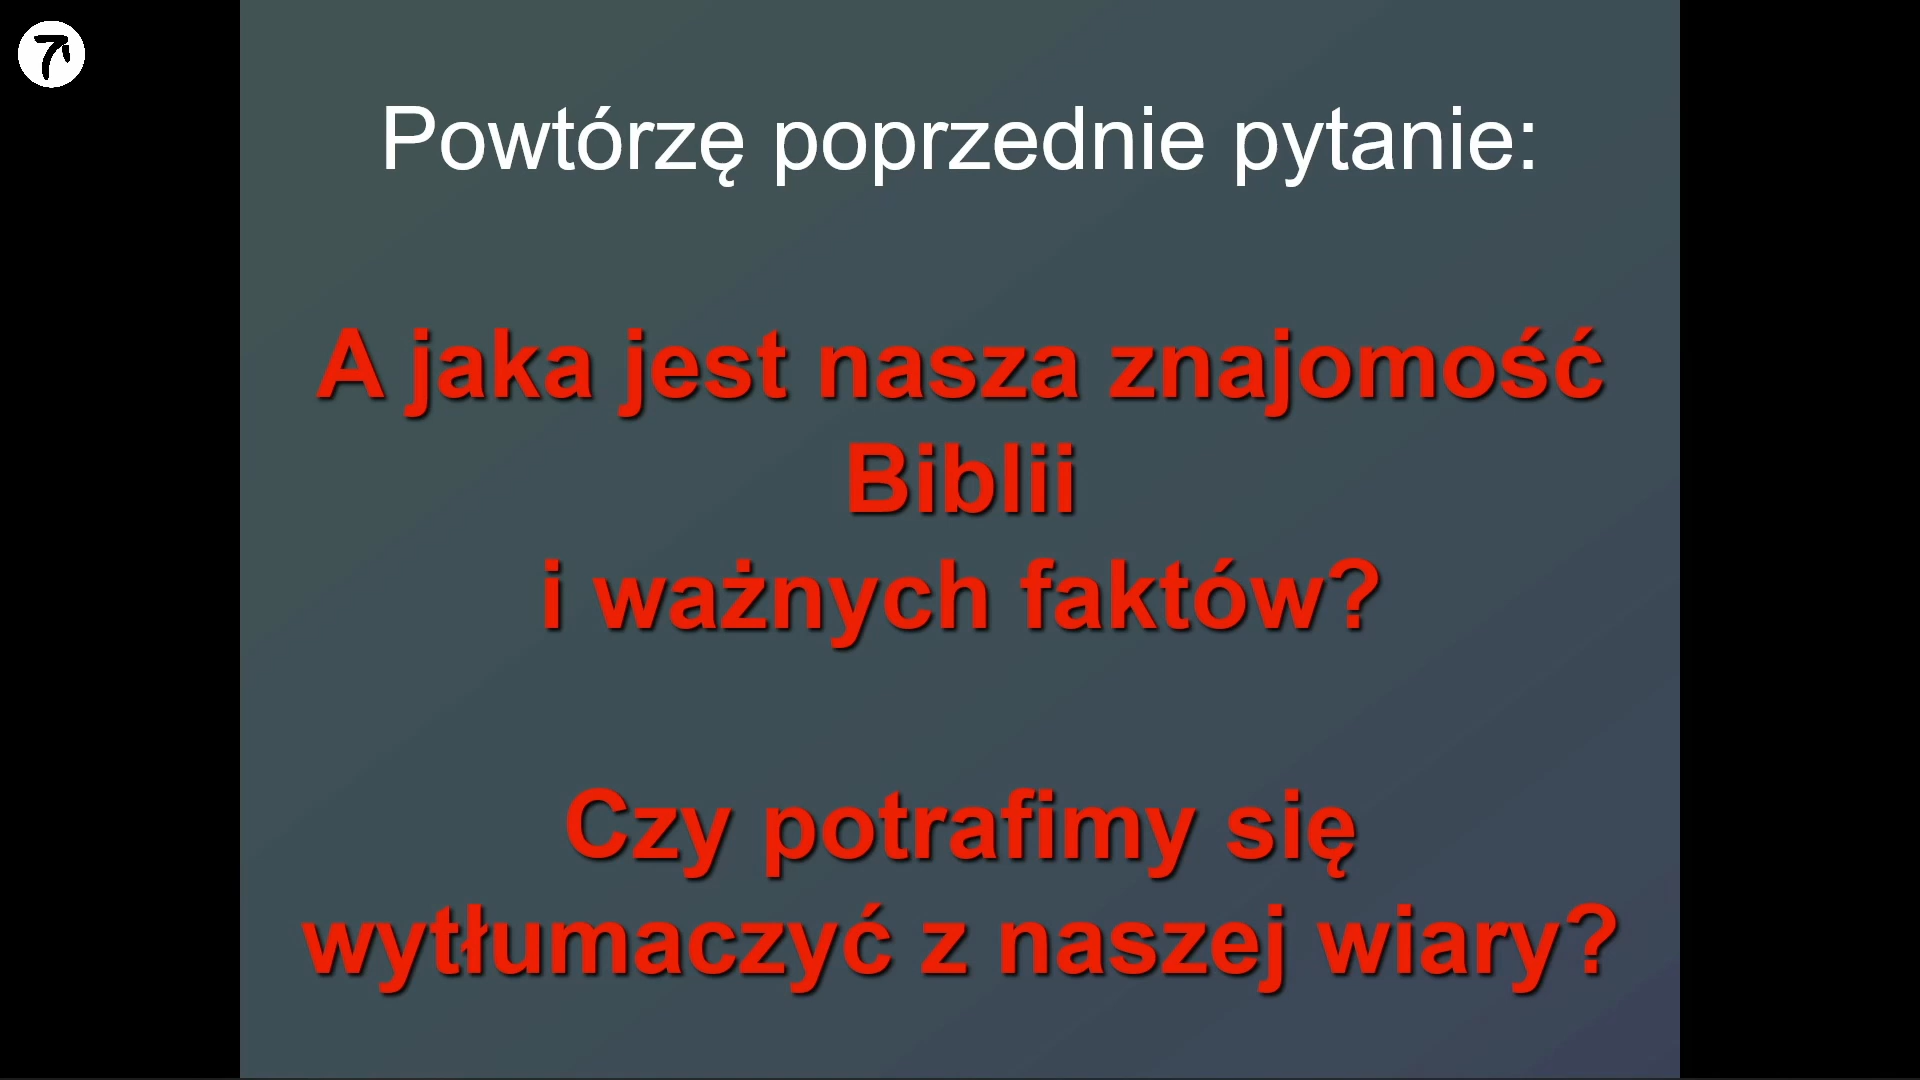 Powtórzę poprzednie pytanie:
A jaka jest nasza znajomość
Biblii
i ważnych faktów?
Czy potrafimy się
wytłumaczyć z naszej wiary?